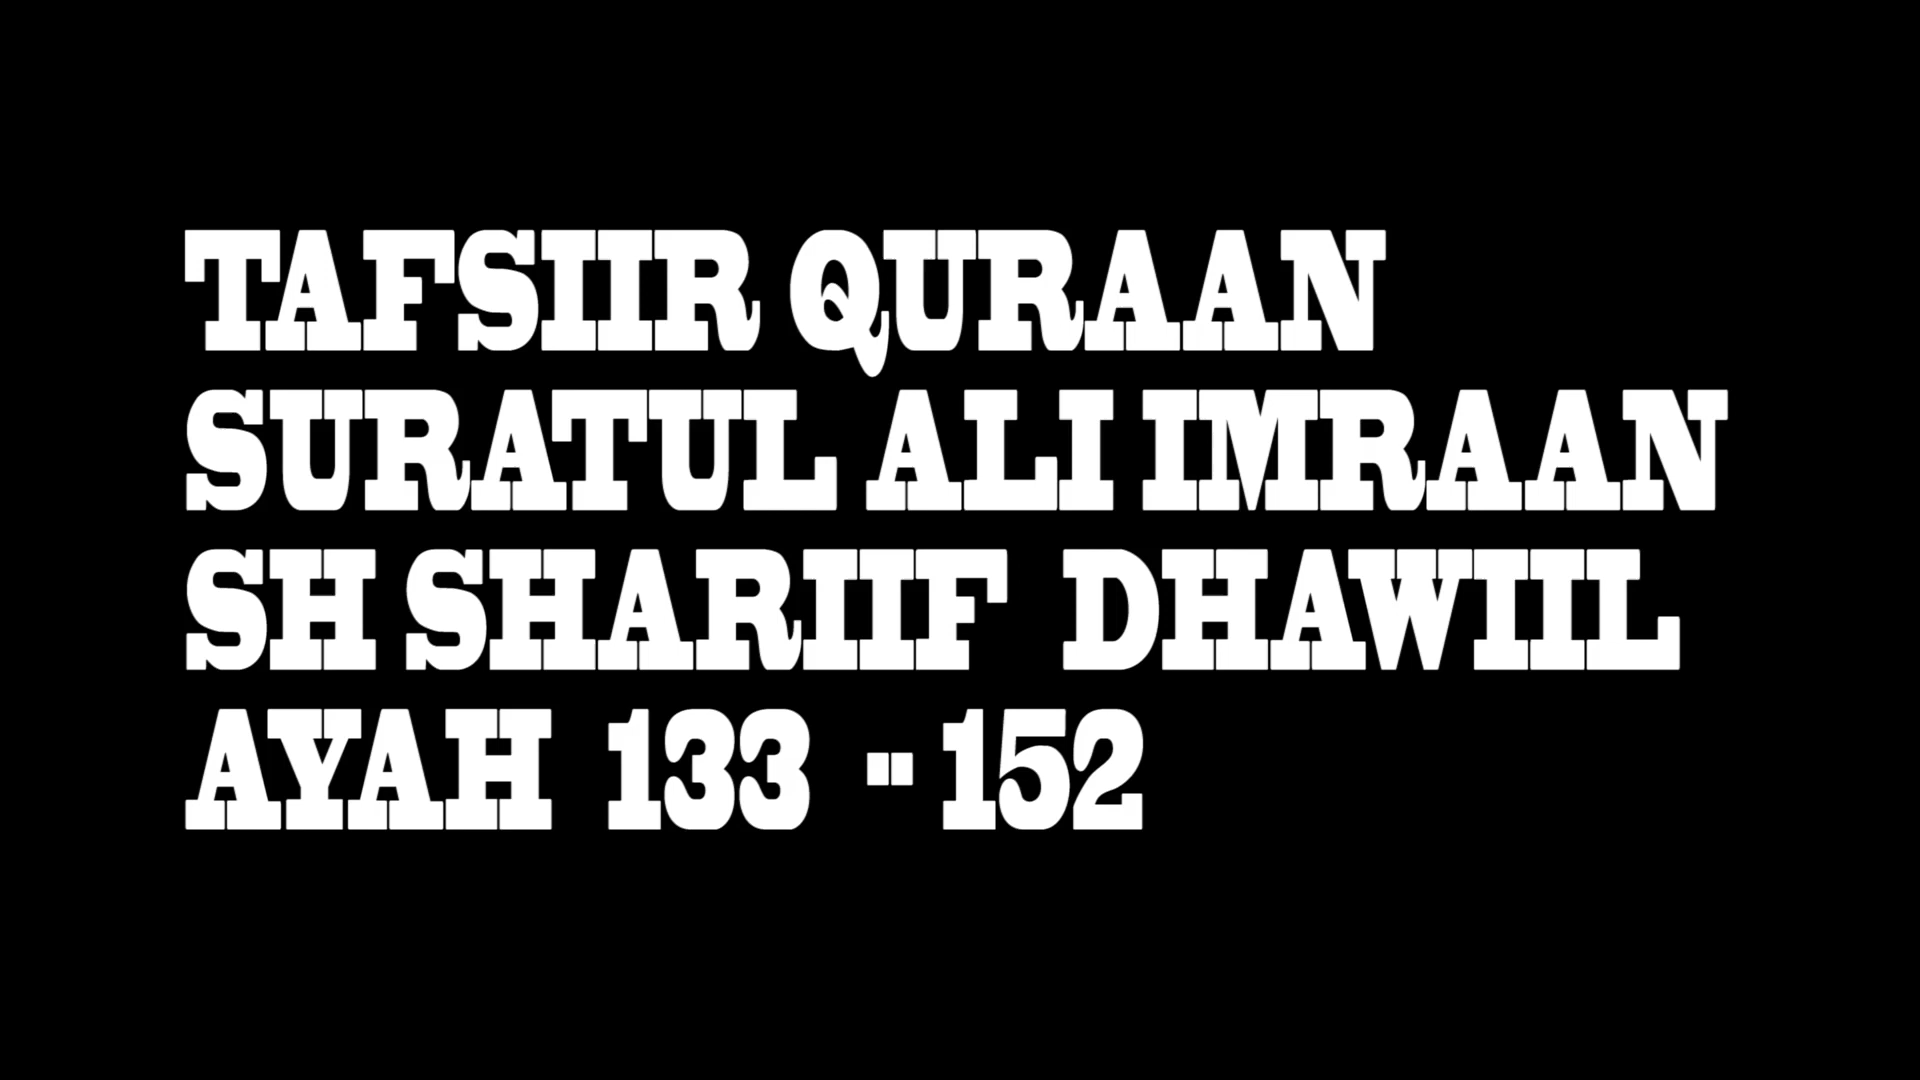 TAFSIIR QURAAN
SURATUL ALI IMRAAN
SH SHARIIF DHAWIIL
AYAH 133 -- 152